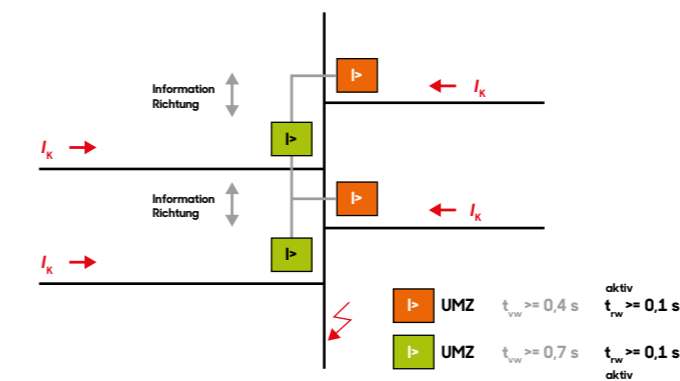 I>
Information
Richtung
I_K
I>
I_K
Information
Richtung
I>
I_K
I_K
I>
aktiv
I> UMZ t_vw >= 0,4 s t_rw >= 0,1 s
I> UMZ t_vw >= 0,7 s t_rw >= 0,1 s
aktiv